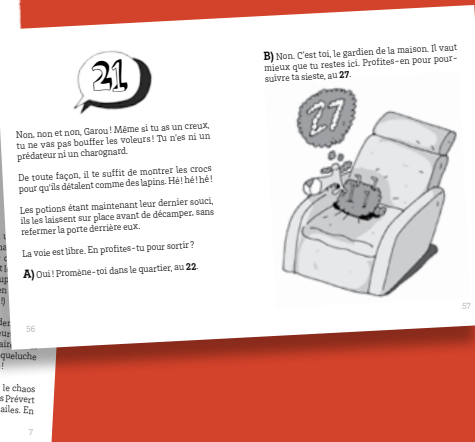 21
Non, non et non, Garou ! Même si tu as un creux,
tu ne vas pas bouffer les voleurs ! Tu n'es ni un
prédateur ni un charognard.
De toute façon, il te suffit de montrer les crocs
pour qu'ils détalent comme des lapins. Hé ! hé ! hé !
Les potions étant maintenant leur dernier souci,
ils les laissent sur place avant de décamper, sans
refermer la porte derrière eux.
La voie est libre. En profites-tu pour sortir ?
A) Oui ! Promène-toi dans le quartier, au 22.
56
B) Non. C'est toi, le gardien de la maison. Il vaut
mieux que tu restes ici. Profites-en pour pour-
suivre ta sieste, au 27.
27
57
queluche
!
le chaos
s Prévert
ailes. En
7